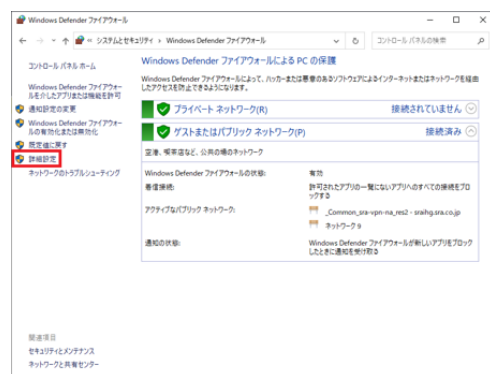 Windows Defender ファイアウォール
システムとセキュリティ › Windows Defender ファイアウォール
コントロール パネルの検索
コントロール パネル ホーム
Windows Defender ファイアウォールを介したアプリまたは機能を許可
通知設定の変更
Windows Defender ファイアウォールの有効化または無効化
既定値に戻す
詳細設定
ネットワークのトラブルシューティング
Windows Defender ファイアウォールによる PC の保護
Windows Defender ファイアウォールによって、ハッカーまたは悪意のあるソフトウェアによるインターネットまたはネットワークを経由
したアクセスを防止できるようになります。
プライベート ネットワーク(R)
接続されていません
ゲストまたはパブリック ネットワーク(P)
接続済み
空港、喫茶店など、公共の場のネットワーク
Windows Defender ファイアウォールの状態:
有効
着信接続:
許可されたアプリの一覧にないアプリへのすべての接続をブロ
ックする
アクティブなパブリック ネットワーク:
_Common_sra-vpn-na_res2 - sraihg.sra.co.jp
ネットワーク 9
通知の状態:
Windows Defender ファイアウォールが新しいアプリをブロック
したときに通知を受け取る
関連項目
セキュリティとメンテナンス
ネットワークと共有センター